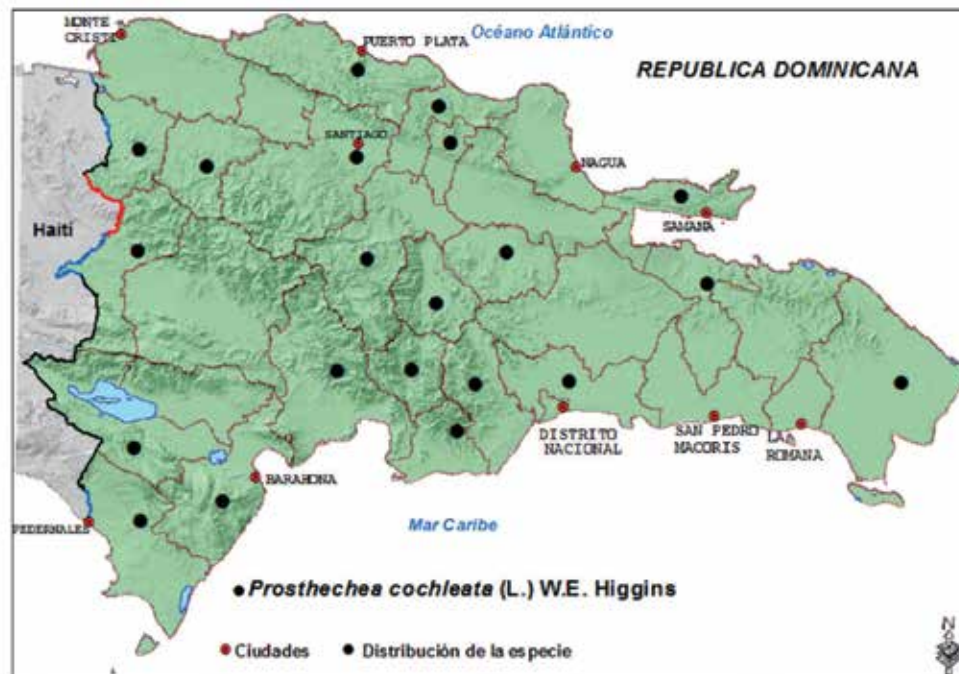 MONTE
CRISTI
PUERTO PLATA
Océano Atlántico
REPUBLICA DOMINICANA
SANTIAGO
NAGUA
SAMANA
Haití
DISTRITO
NACIONAL
SAN PEDRO
MACORIS
LA
ROMANA
BARAHONA
PEDERNALES
Mar Caribe
Prosthechea cochleata (L.) W.E. Higgins
Ciudades
Distribución de la especie
N